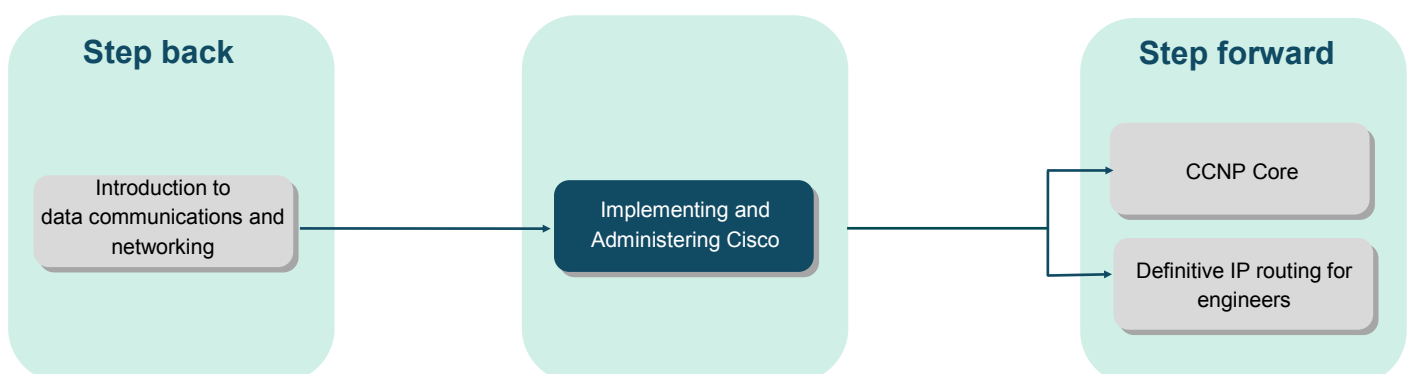 Step back
Introduction to
data communications and
networking
Implementing and
Administering Cisco
Step forward
CCNP Core
Definitive IP routing for
engineers